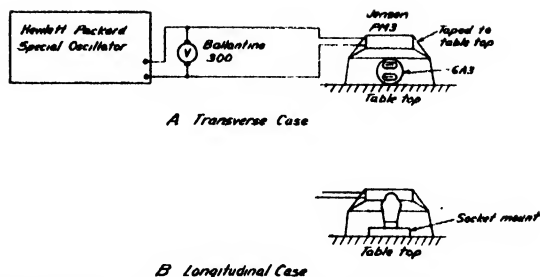 Hewlett Packard
Special Oscillator
V
Ballantine
300
Jensen
PM3
Taped to
table top
6A3
Table top
A Transverse Case
Socket mount
Table top
B Longitudinal Case